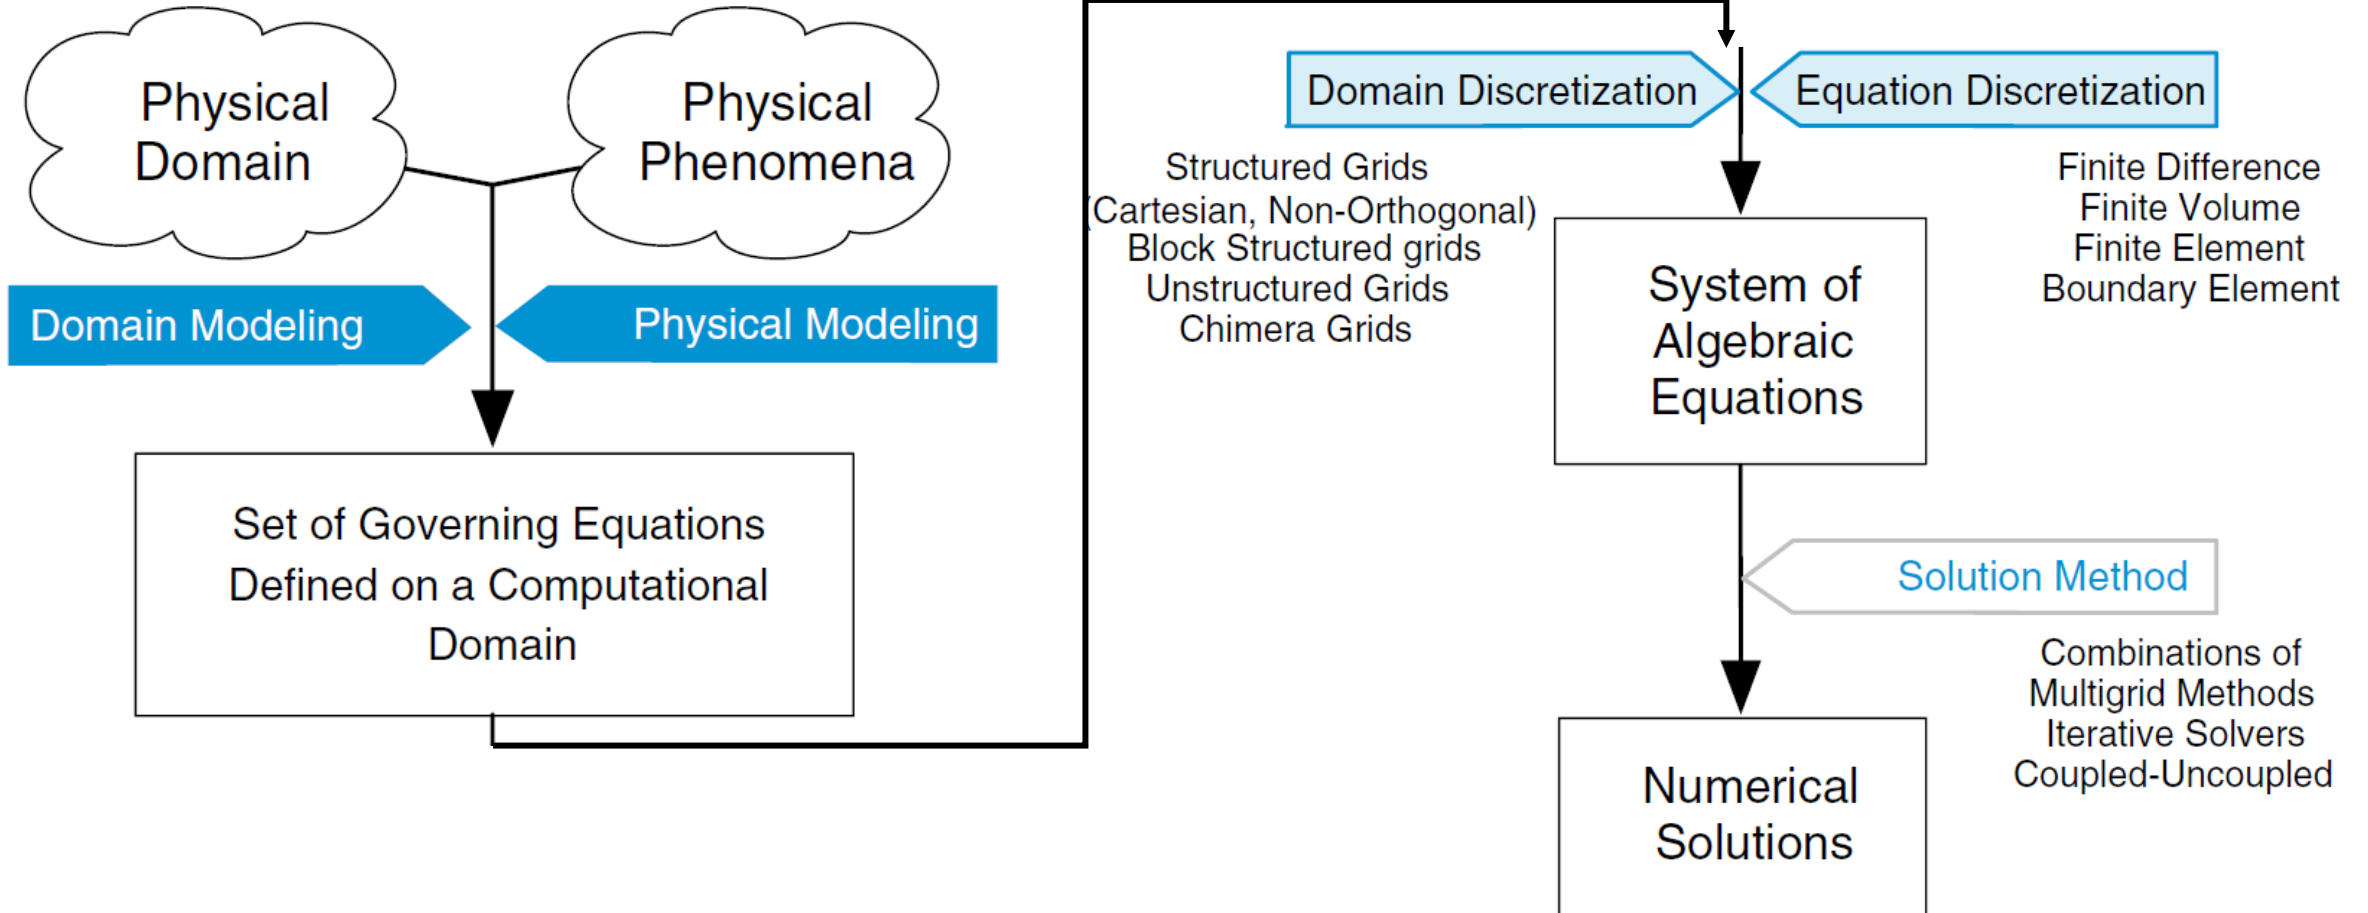 Physical
Domain
Physical
Phenomena
Domain Modeling
Physical Modeling
Set of Governing Equations
Defined on a Computational
Domain
Domain Discretization
Equation Discretization
Structured Grids
(Cartesian, Non-Orthogonal)
Block Structured grids
Unstructured Grids
Chimera Grids
Finite Difference
Finite Volume
Finite Element
Boundary Element
System of
Algebraic
Equations
Solution Method
Combinations of
Multigrid Methods
Iterative Solvers
Coupled-Uncoupled
Numerical
Solutions